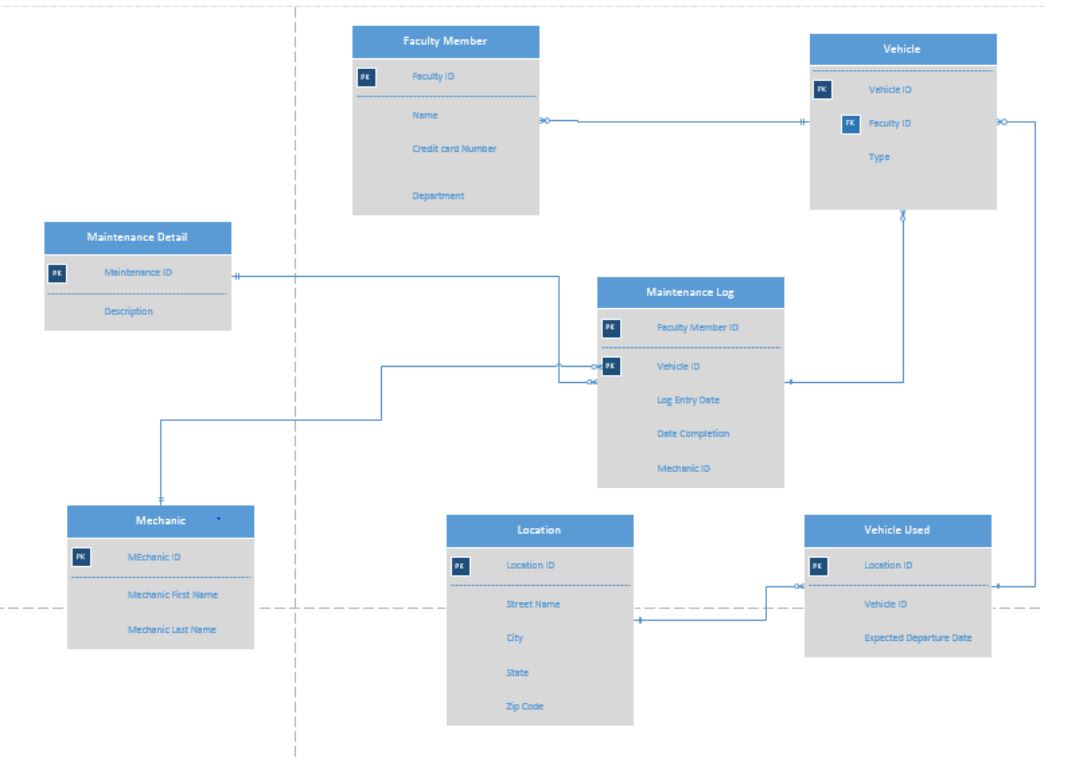 Faculty Member
PK Faculty ID
Name
Credit card Number
Department
Vehicle
PK Vehicle ID
FK Faculty ID
Type
Maintenance Detail
PK Maintenance ID
Description
Maintenance Log
PK Faculty Member ID
PK Vehicle ID
Log Entry Date
Date Completion
Mechanic ID
Mechanic
PK MEchanic ID
Mechanic First Name
Mechanic Last Name
Location
PK Location ID
Street Name
City
State
Zip Code
Vehicle Used
PK Location ID
Vehicle ID
Expected Departure Date